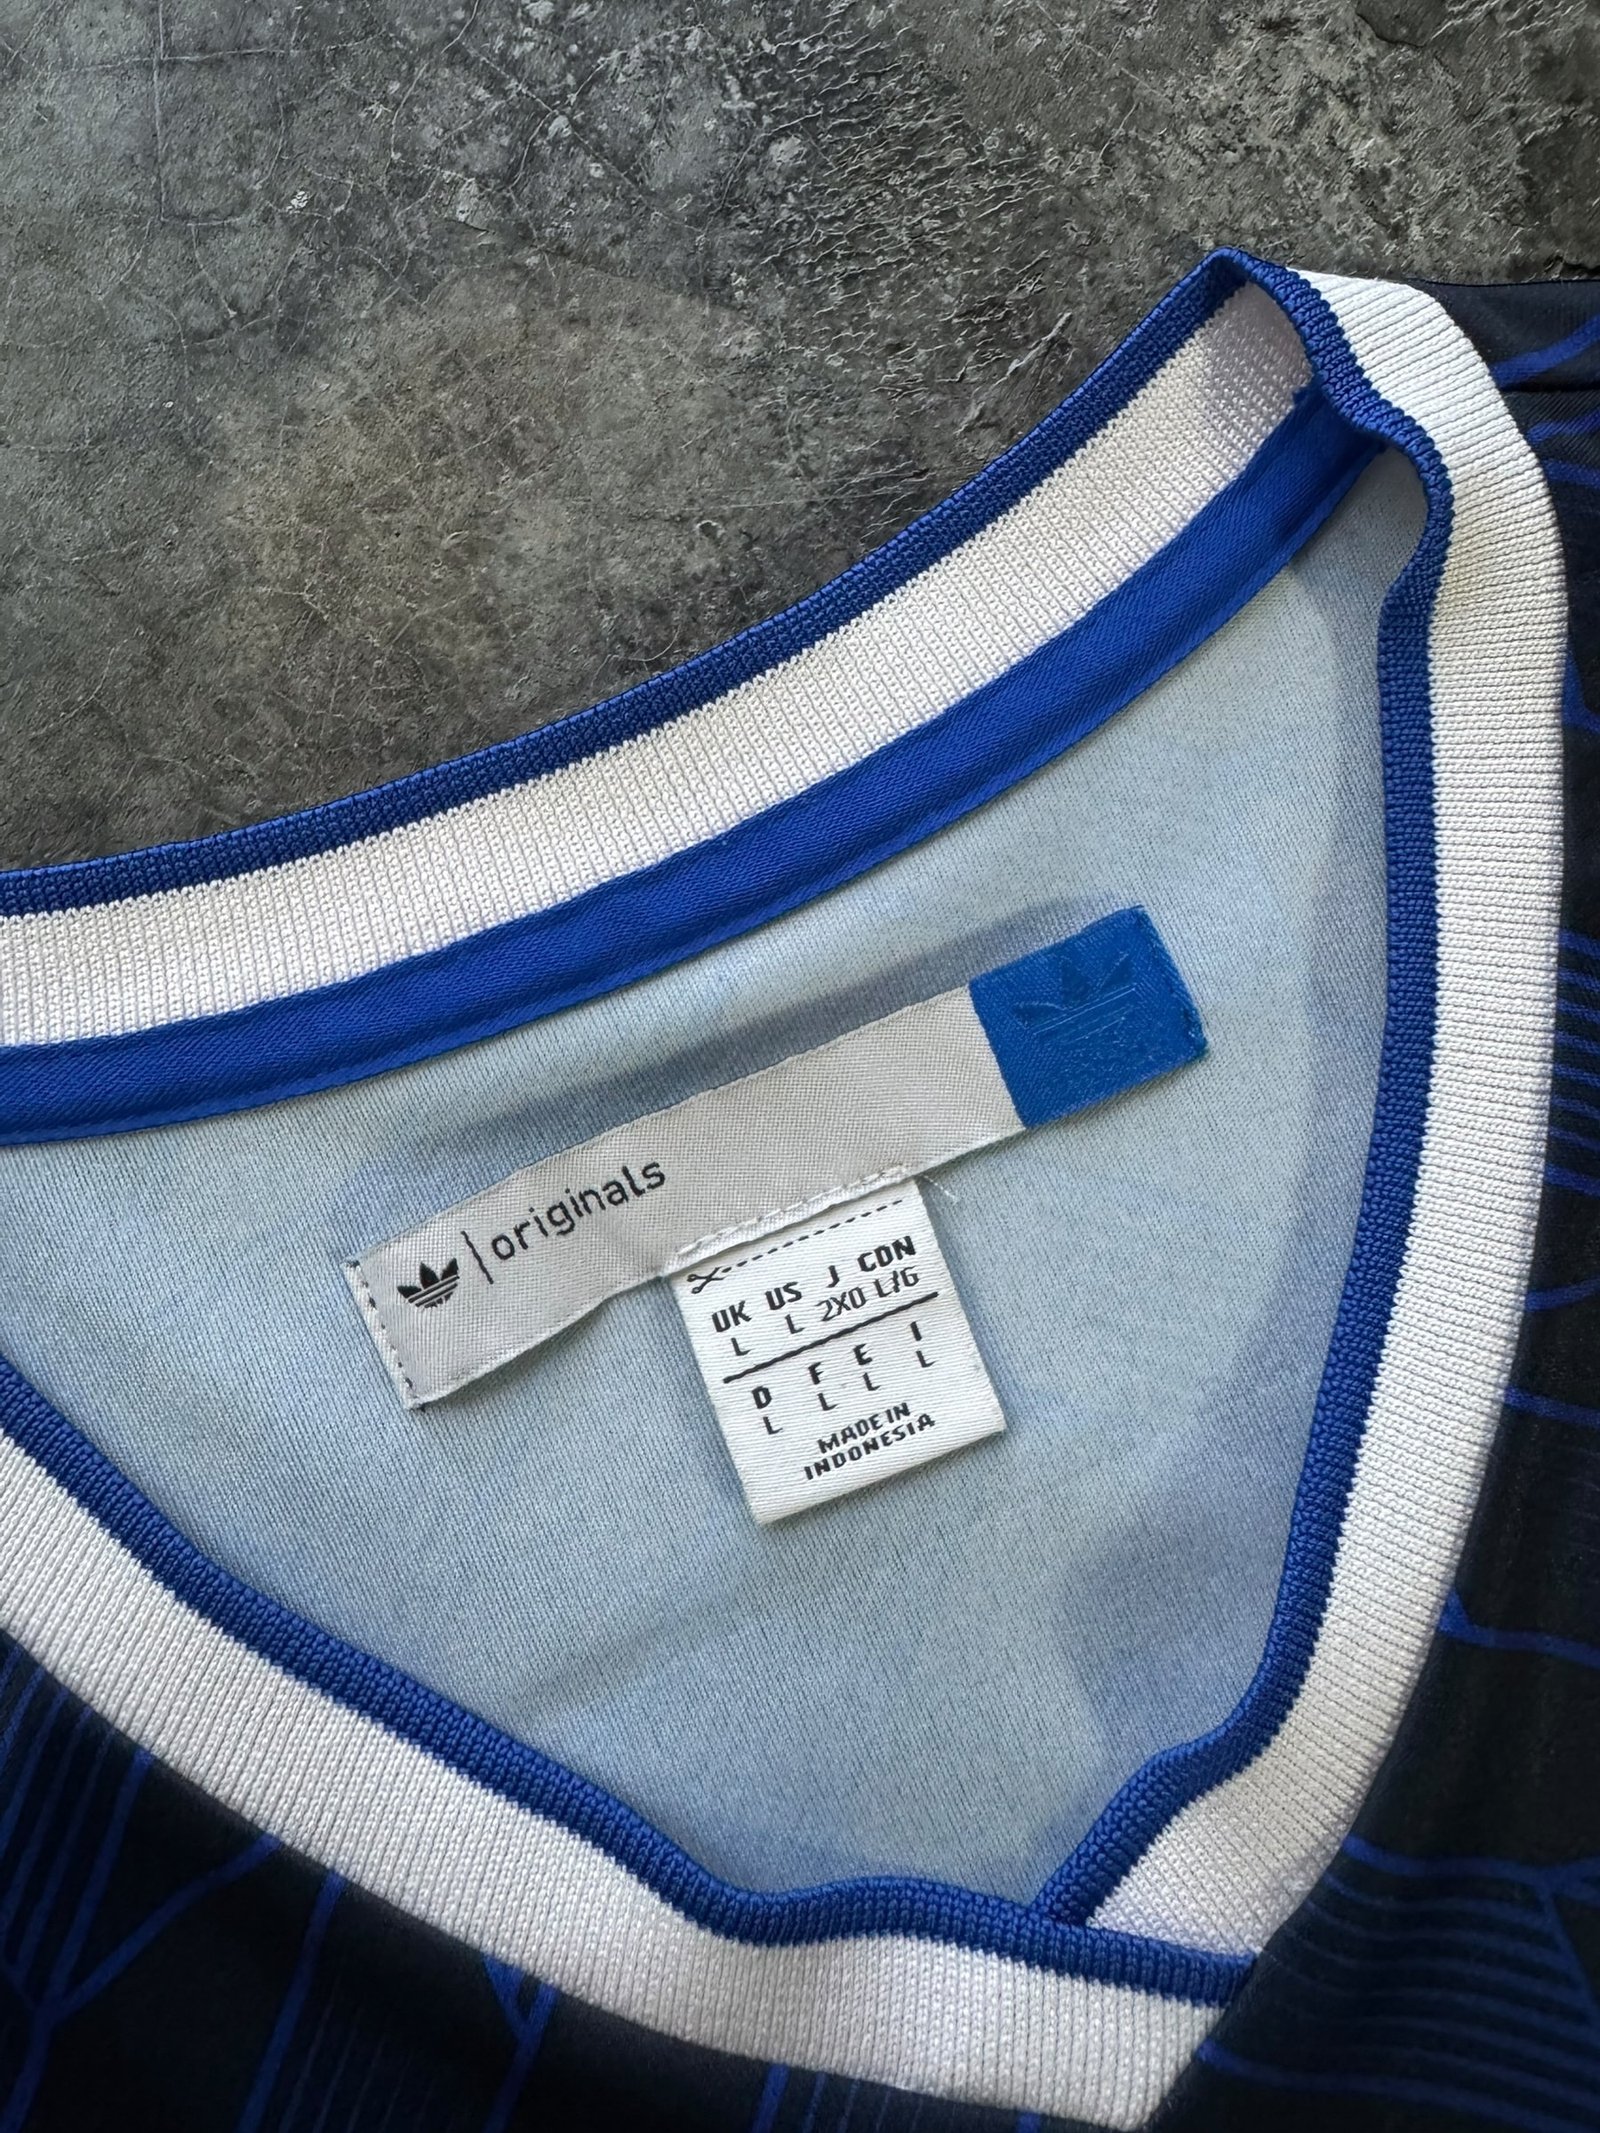 originals
UK US J CDN
L L 2XO L/G
D F E I
L L L L
MADE IN
INDONESIA